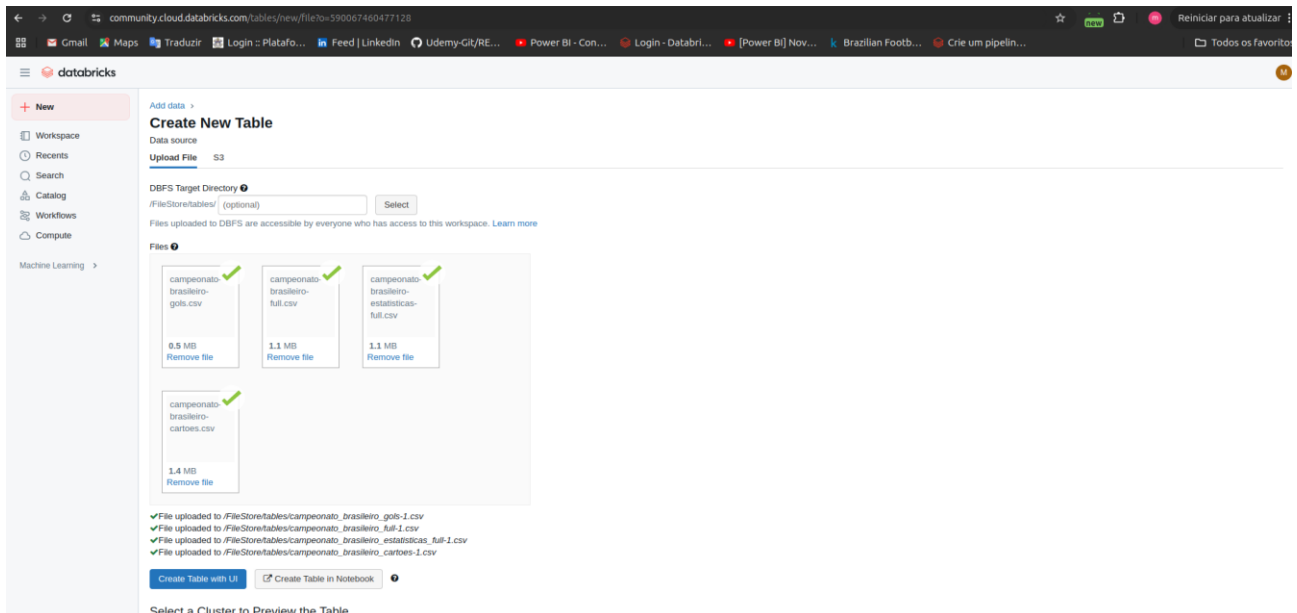 community.cloud.databricks.com/tables/new/file?o=590067460477128
new
Reiniciar para atualizar
Gmail
Maps
Traduzir
Login :: Platafo...
Feed | LinkedIn
Udemy-Git/RE...
Power BI - Con...
Login - Databri...
[Power BI] Nov...
Brazilian Footb...
Crie um pipelin...
Todos os favoritos
databricks
M
New
Workspace
Recents
Search
Catalog
Workflows
Compute
Machine Learning
Add data >
Create New Table
Data source
Upload File S3
DBFS Target Directory
/FileStore/tables/ (optional) Select
Files uploaded to DBFS are accessible by everyone who has access to this workspace. Learn more
Files
campeonato-
brasileiro-
gols.csv
0.5 MB
Remove file
campeonato-
brasileiro-
full.csv
1.1 MB
Remove file
campeonato-
brasileiro-
estatisticas-
full.csv
1.1 MB
Remove file
campeonato-
brasileiro-
cartoes.csv
1.4 MB
Remove file
File uploaded to /FileStore/tables/campeonato_brasileiro_gols-1.csv
File uploaded to /FileStore/tables/campeonato_brasileiro_full-1.csv
File uploaded to /FileStore/tables/campeonato_brasileiro_estatisticas_full-1.csv
File uploaded to /FileStore/tables/campeonato_brasileiro_cartoes-1.csv
Create Table with UI
Create Table in Notebook
Select a Cluster to Preview the Table